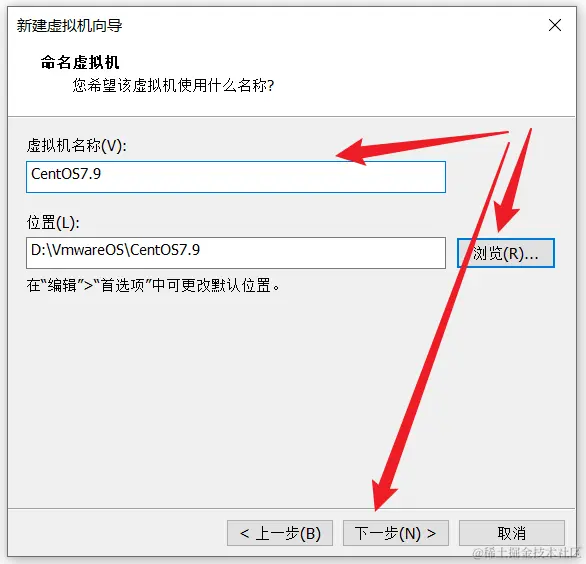 新建虚拟机向导
命名虚拟机
您希望该虚拟机使用什么名称?
虚拟机名称(V):
CentOS7.9
位置(L):
D:\VmwareOS\CentOS7.9
浏览(R)...
在“编辑”>“首选项”中可更改默认位置。
< 上一步(B)
下一步(N) >
取消
@稀土掘金技术社区